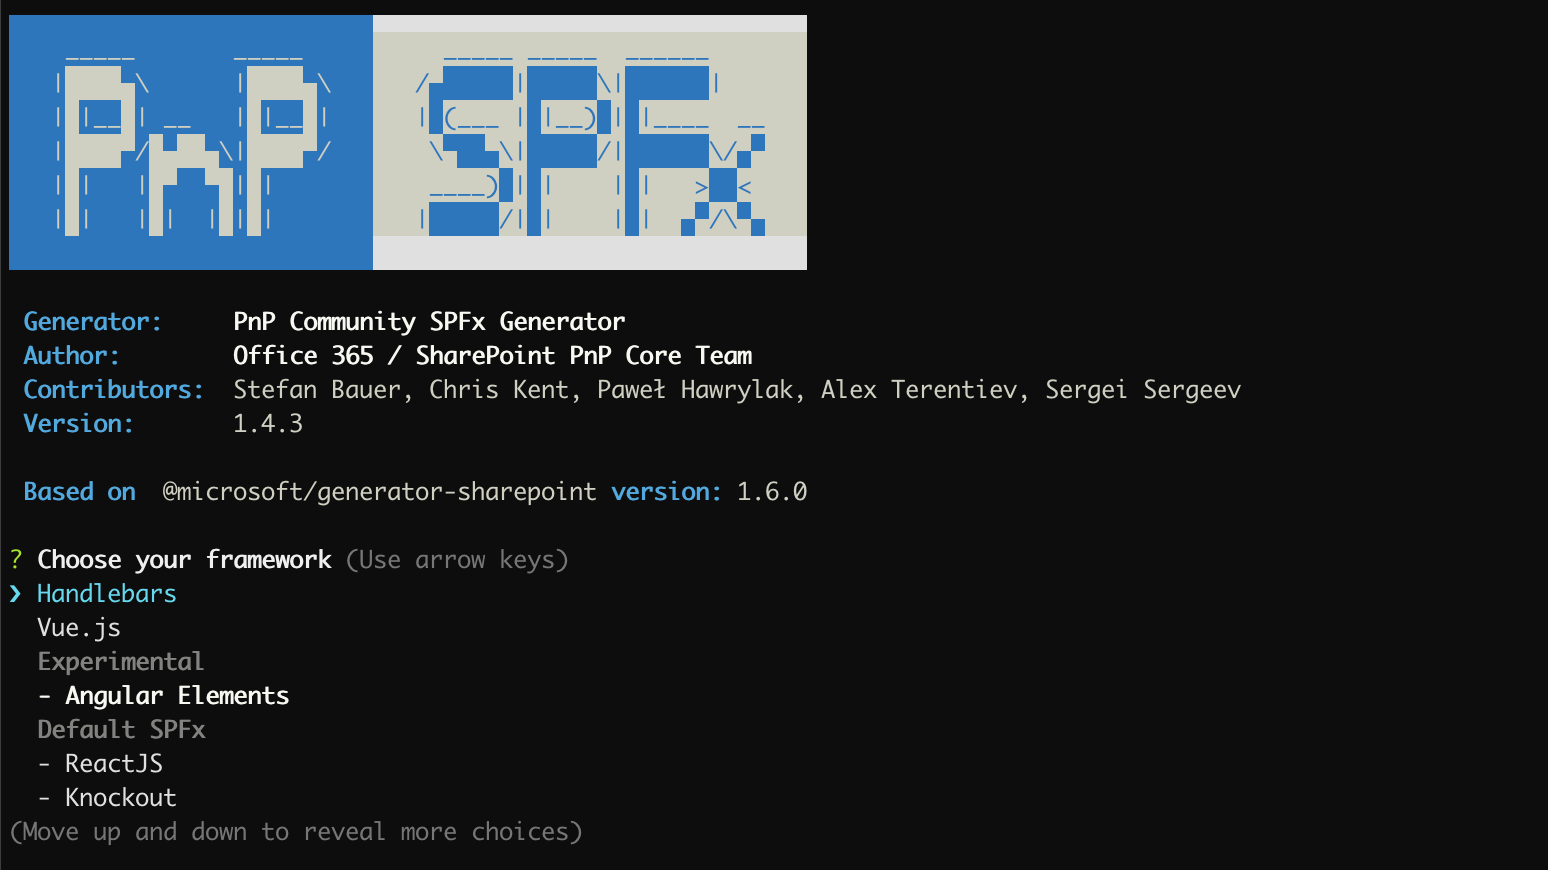 PnP SPFx
Generator: PnP Community SPFx Generator
Author: Office 365 / SharePoint PnP Core Team
Contributors: Stefan Bauer, Chris Kent, Paweł Hawrylak, Alex Terentiev, Sergei Sergeev
Version: 1.4.3
Based on @microsoft/generator-sharepoint version: 1.6.0
? Choose your framework (Use arrow keys)
❯ Handlebars
Vue.js
Experimental
- Angular Elements
Default SPFx
- ReactJS
- Knockout
(Move up and down to reveal more choices)